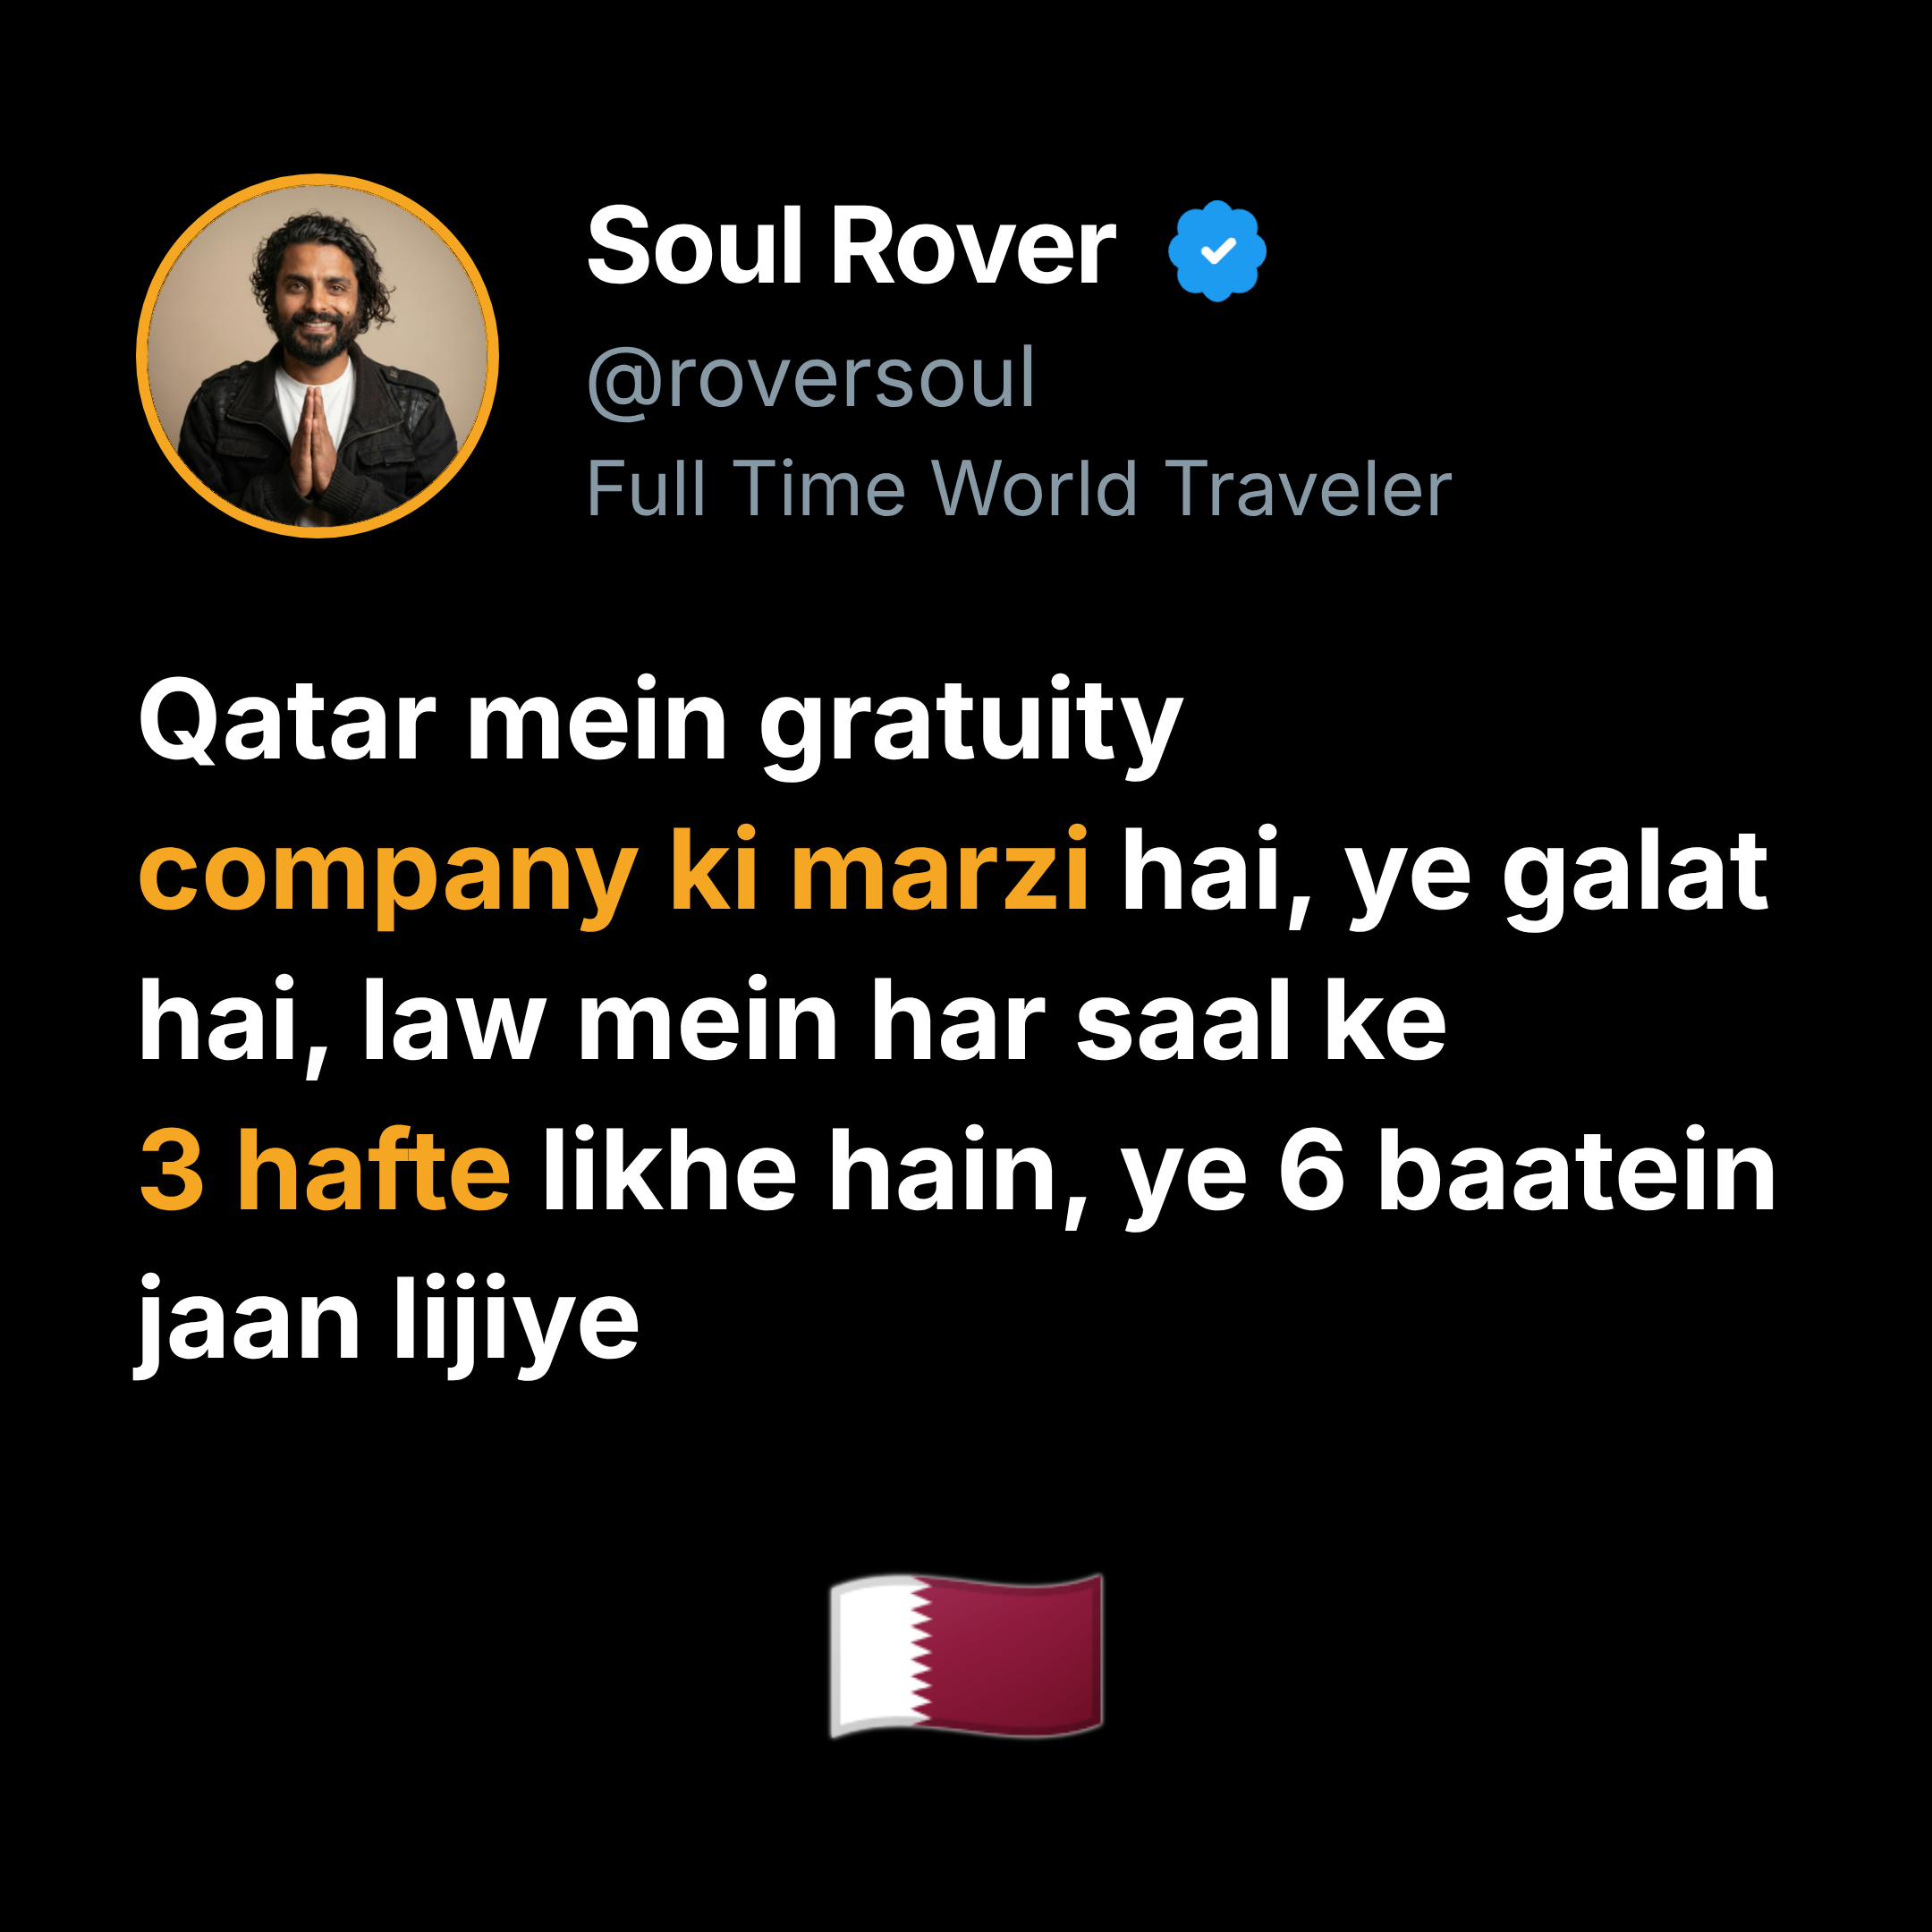 Soul Rover
@roversoul
Full Time World Traveler
Qatar mein gratuity
company ki marzi hai, ye galat
hai, law mein har saal ke
3 hafte likhe hain, ye 6 baatein
jaan lijiye